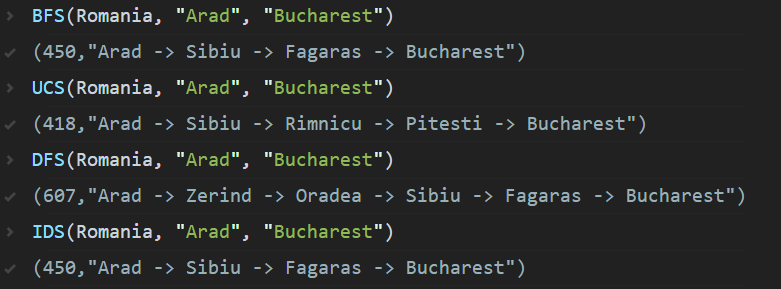 BFS(Romania, "Arad", "Bucharest")
(450,"Arad -> Sibiu -> Fagaras -> Bucharest")
UCS(Romania, "Arad", "Bucharest")
(418,"Arad -> Sibiu -> Rimnicu -> Pitesti -> Bucharest")
DFS(Romania, "Arad", "Bucharest")
(607,"Arad -> Zerind -> Oradea -> Sibiu -> Fagaras -> Bucharest")
IDS(Romania, "Arad", "Bucharest")
(450,"Arad -> Sibiu -> Fagaras -> Bucharest")